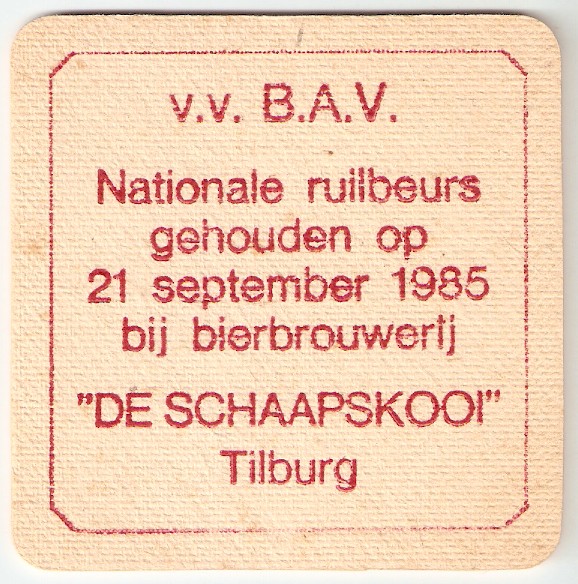 v.v. B.A.V.
Nationale ruilbeurs
gehouden op
21 september 1985
bij bierbrouwerij
"DE SCHAAPSKOOI"
Tilburg